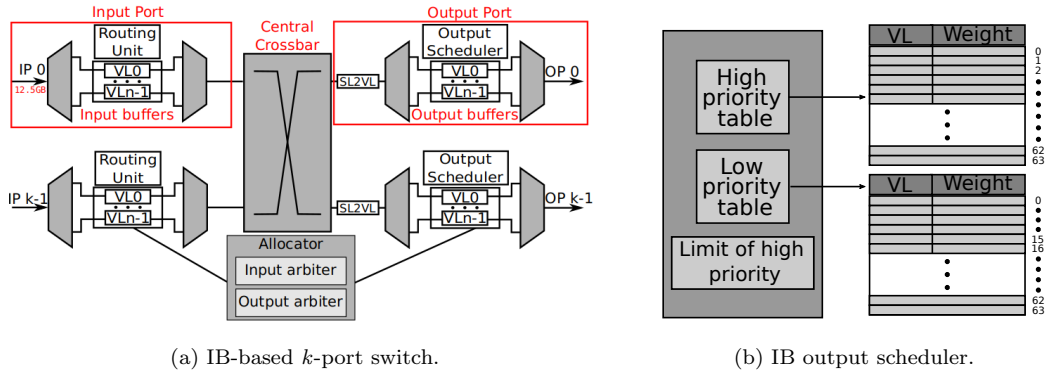 Input Port
Routing
Unit
VL0
VLn-1
Input buffers
IP 0
12.5GB
Central
Crossbar
Output Port
Output
Scheduler
SL2VL
VL0
VLn-1
Output buffers
OP 0
Routing
Unit
VL0
VLn-1
IP k-1
SL2VL
Output
Scheduler
VL0
VLn-1
OP k-1
Allocator
Input arbiter
Output arbiter
(a) IB-based k-port switch.
High
priority
table
Low
priority
table
Limit of high
priority
VL Weight
0
1
2
62
63
VL Weight
0
15
16
62
63
(b) IB output scheduler.